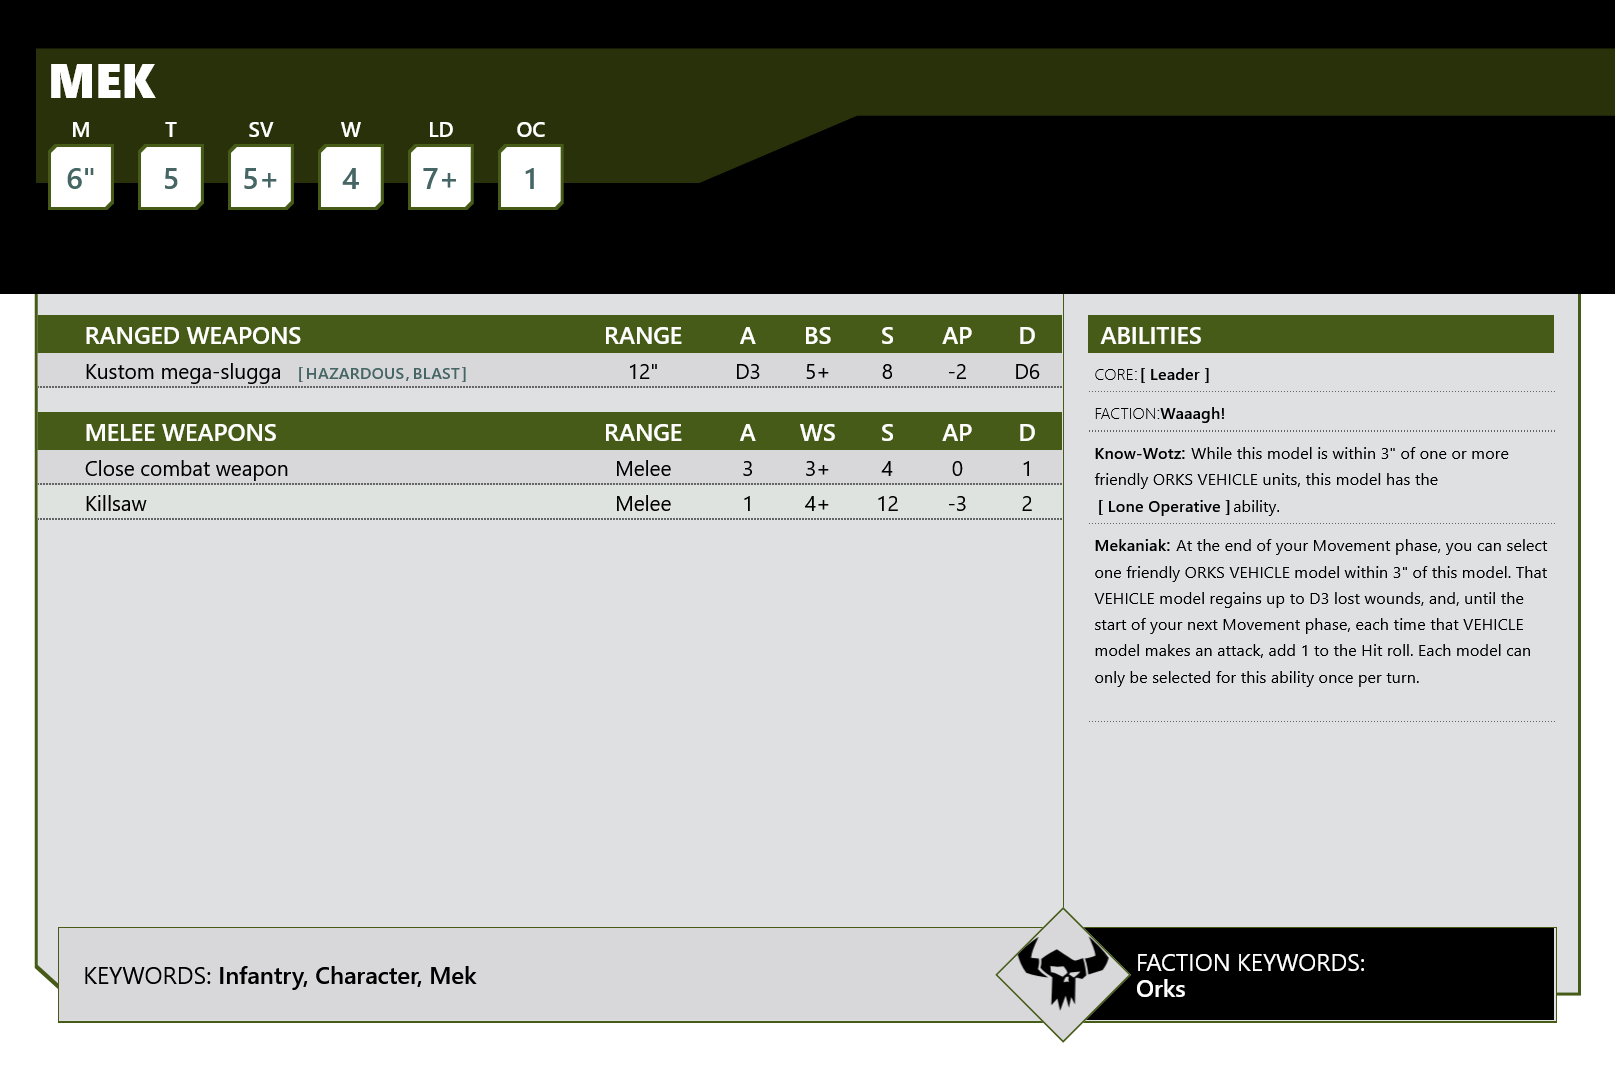 MEK
M T SV W LD OC
6" 5 5+ 4 7+ 1
RANGED WEAPONS RANGE A BS S AP D
Kustom mega-slugga [HAZARDOUS, BLAST] 12" D3 5+ 8 -2 D6
MELEE WEAPONS RANGE A WS S AP D
Close combat weapon Melee 3 3+ 4 0 1
Killsaw Melee 1 4+ 12 -3 2
ABILITIES
CORE: [ Leader ]
FACTION:Waaagh!
Know-Wotz: While this model is within 3" of one or more
friendly ORKS VEHICLE units, this model has the
[ Lone Operative ] ability.
Mekaniak: At the end of your Movement phase, you can select
one friendly ORKS VEHICLE model within 3" of this model. That
VEHICLE model regains up to D3 lost wounds, and, until the
start of your next Movement phase, each time that VEHICLE
model makes an attack, add 1 to the Hit roll. Each model can
only be selected for this ability once per turn.
KEYWORDS: Infantry, Character, Mek
FACTION KEYWORDS:
Orks